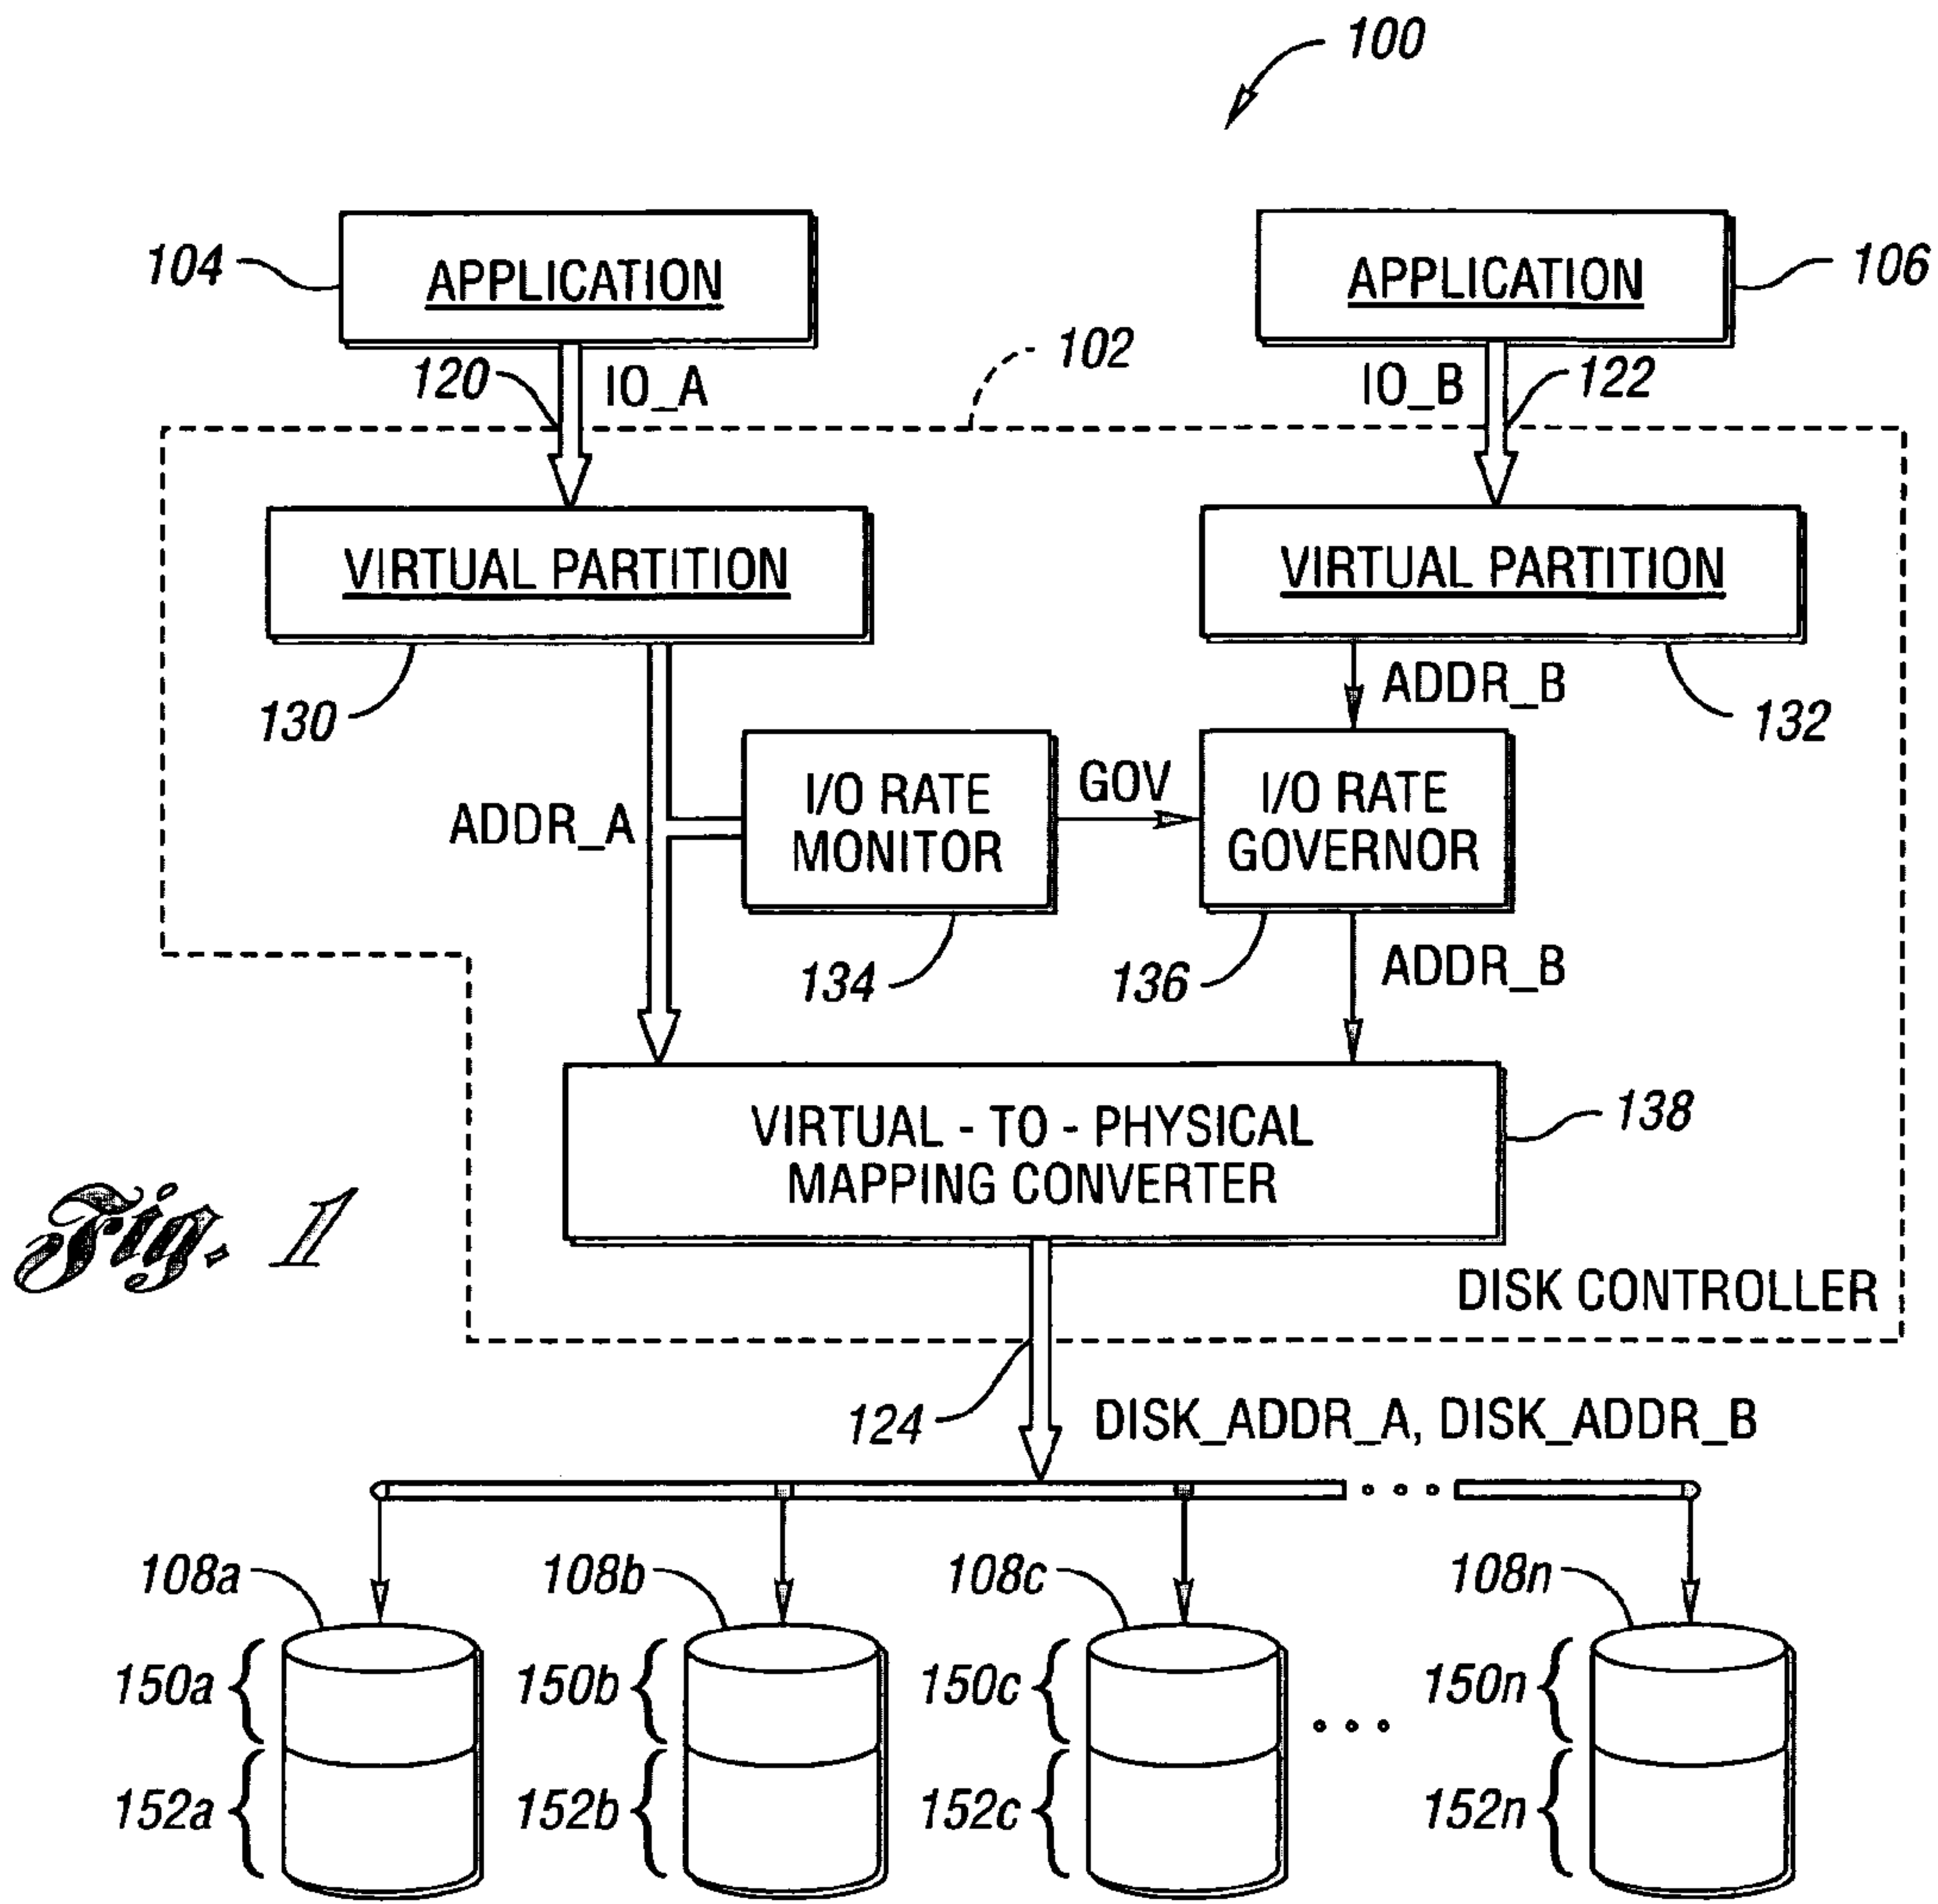 100
104
APPLICATION
APPLICATION
106
120
IO_A
102
IO_B
122
VIRTUAL PARTITION
VIRTUAL PARTITION
130
ADDR_B
132
ADDR_A
I/O RATE
MONITOR
GOV
I/O RATE
GOVERNOR
134
136
ADDR_B
VIRTUAL - TO - PHYSICAL
MAPPING CONVERTER
138
Fig. 1
DISK CONTROLLER
124
DISK_ADDR_A, DISK_ADDR_B
108a
108b
108c
108n
150a
150b
150c
150n
152a
152b
152c
152n